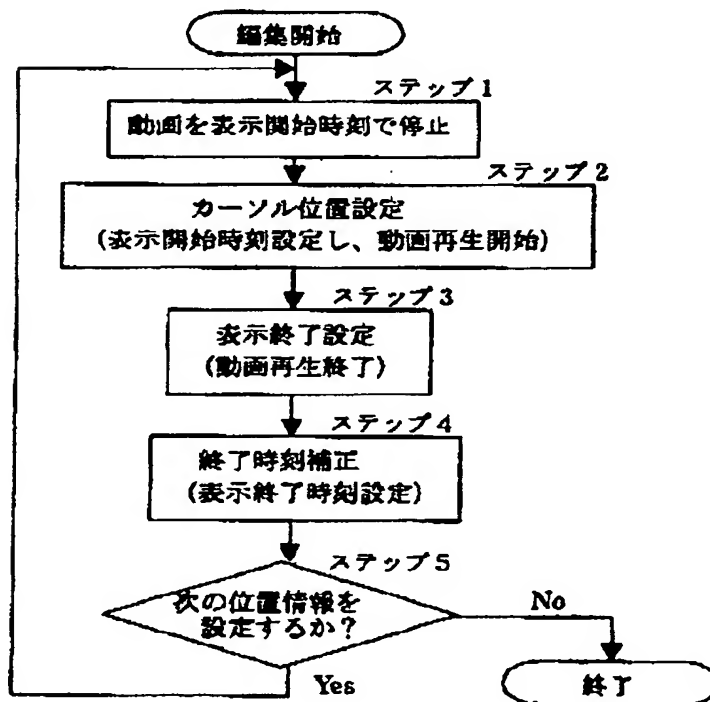 編集開始
ステップ1
動画を表示開始時刻で停止
ステップ2
カーソル位置設定
(表示開始時刻設定し、動画再生開始)
ステップ3
表示終了設定
(動画再生終了)
ステップ4
終了時刻補正
(表示終了時刻設定)
ステップ5
次の位置情報を
設定するか?
No
Yes
終了